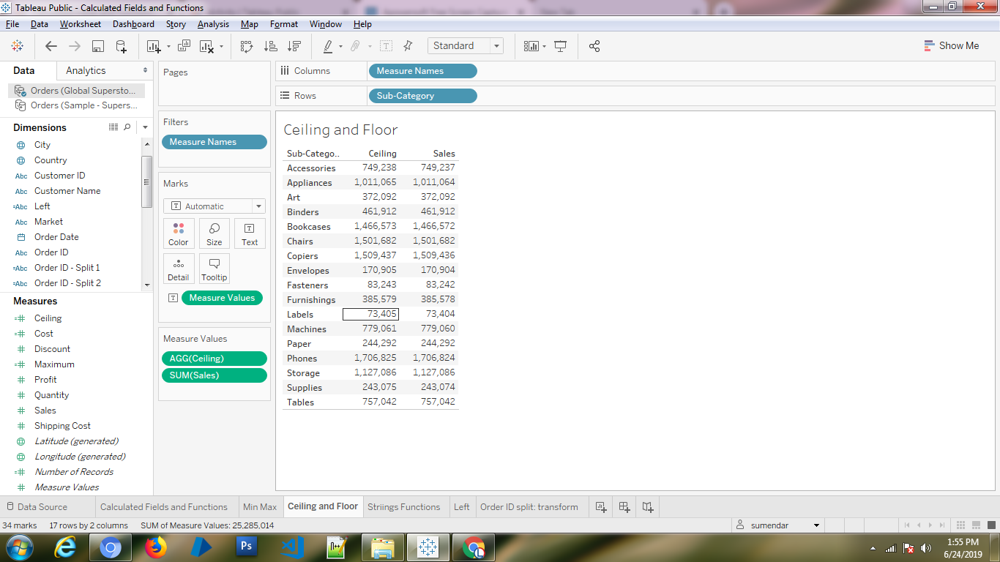 Tableau Public - Calculated Fields and Functions
File Data Worksheet Dashboard Story Analysis Map Format Window Help
Standard
Show Me
Data Analytics
Orders (Global Supersto...
Orders (Sample - Supers...
Dimensions
City
Country
Abc Customer ID
Abc Customer Name
=Abc Left
Abc Market
Order Date
Abc Order ID
=Abc Order ID - Split 1
=Abc Order ID - Split 2
Measures
Ceiling
Cost
Discount
Maximum
Profit
Quantity
Sales
Shipping Cost
Latitude (generated)
Longitude (generated)
Number of Records
Measure Values
Pages
Filters
Measure Names
Marks
Automatic
Color Size Text
Detail Tooltip
Measure Values
Measure Values
AGG(Ceiling)
SUM(Sales)
Columns Measure Names
Rows Sub-Category
Ceiling and Floor
Sub-Catego.. Ceiling Sales
Accessories 749,238 749,237
Appliances 1,011,065 1,011,064
Art 372,092 372,092
Binders 461,912 461,912
Bookcases 1,466,573 1,466,572
Chairs 1,501,682 1,501,682
Copiers 1,509,437 1,509,436
Envelopes 170,905 170,904
Fasteners 83,243 83,242
Furnishings 385,579 385,578
Labels 73,405 73,404
Machines 779,061 779,060
Paper 244,292 244,292
Phones 1,706,825 1,706,824
Storage 1,127,086 1,127,086
Supplies 243,075 243,074
Tables 757,042 757,042
Data Source Calculated Fields and Functions Min Max Ceiling and Floor Striings Functions Left Order ID split: transform
34 marks 17 rows by 2 columns SUM of Measure Values: 25,285,014 sumendar
Ps
1:55 PM
6/24/2019